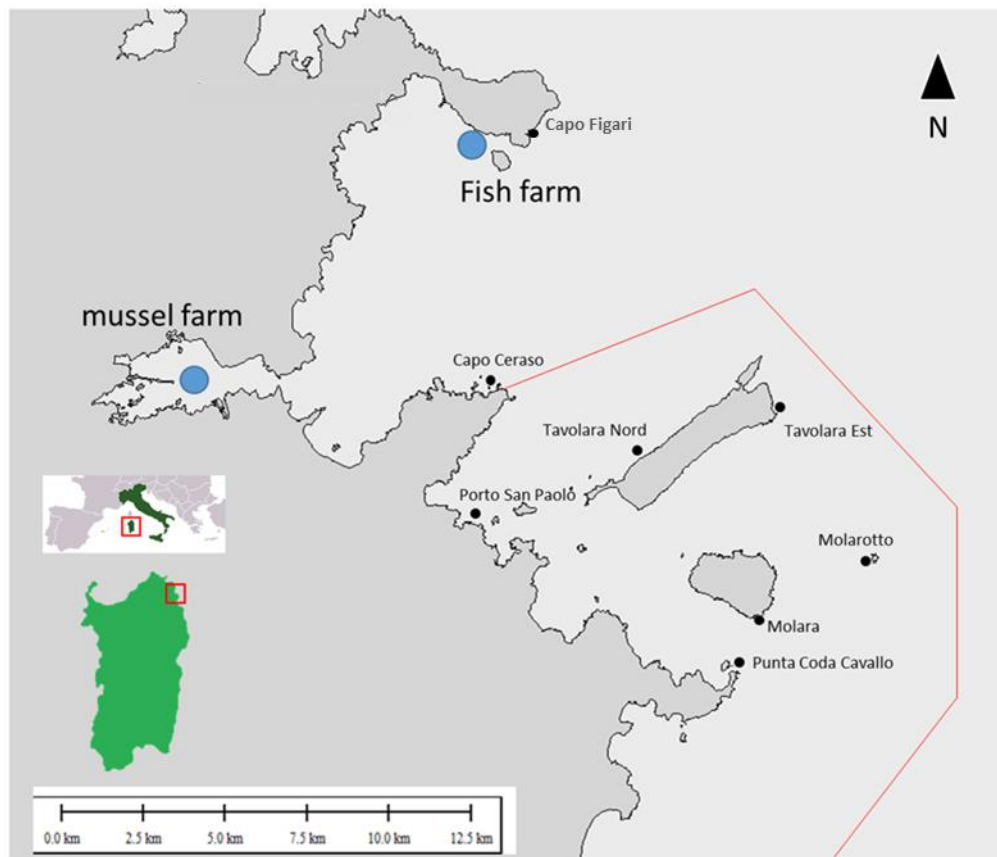 Capo Figari
N
Fish farm
mussel farm
Capo Ceraso
Tavolara Nord
Tavolara Est
Porto San Paolo
Molarotto
Molara
Punta Coda Cavallo
0.0 km 2.5 km 5.0 km 7.5 km 10.0 km 12.5 km